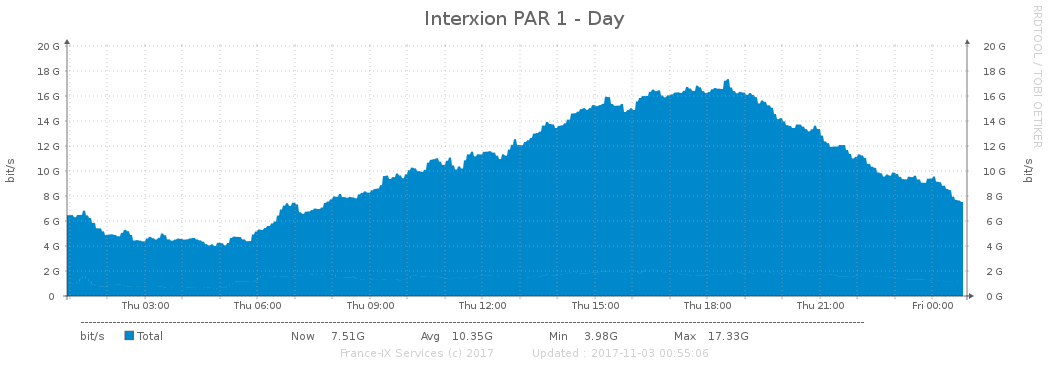 Interxion PAR 1 - Day
RRDTOOL / TOBI OETIKER
bit/s
20 G
18 G
16 G
14 G
12 G
10 G
8 G
6 G
4 G
2 G
0
20 G
18 G
16 G
14 G
12 G
10 G
8 G
6 G
4 G
2 G
0 G
bit/s
Thu 03:00 Thu 06:00 Thu 09:00 Thu 12:00 Thu 15:00 Thu 18:00 Thu 21:00 Fri 00:00
bit/s Total Now 7.51G Avg 10.35G Min 3.98G Max 17.33G
France-IX Services (c) 2017 Updated : 2017-11-03 00:55:06